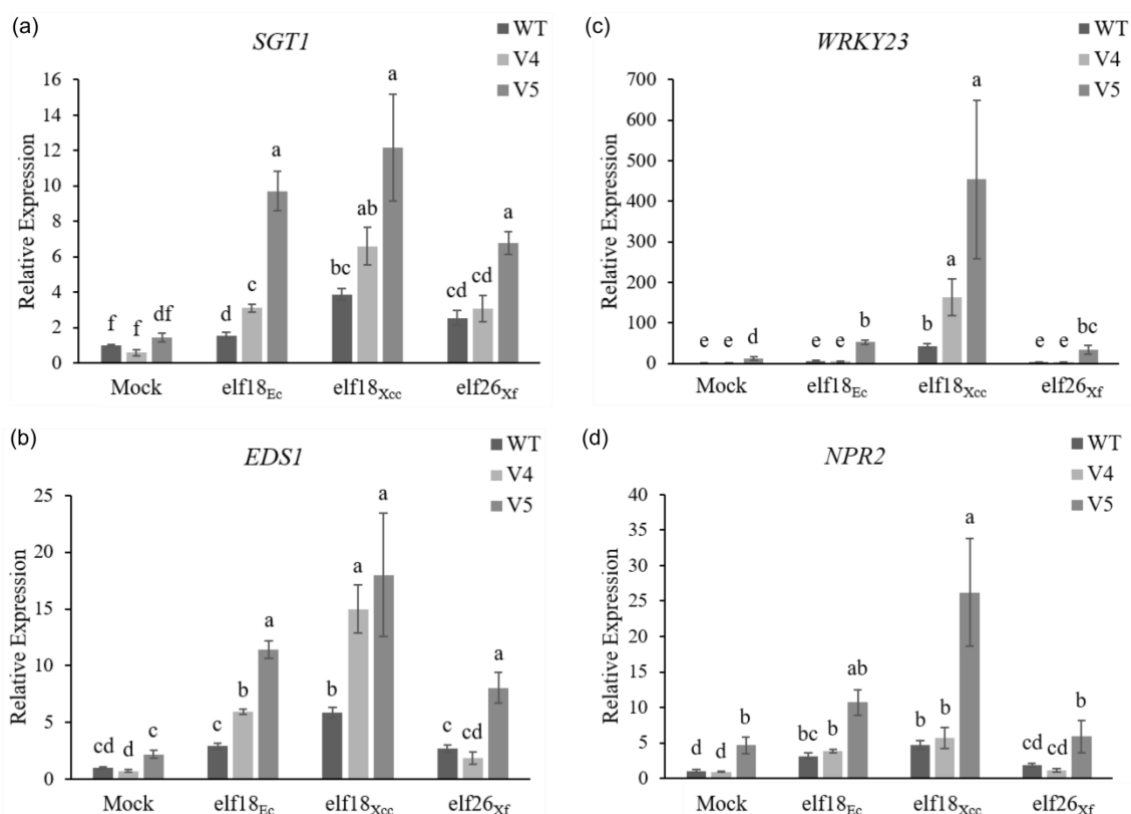 (a)
SGT1
WT
V4
V5
Relative Expression
16
14
12
10
8
6
4
2
0
f
f
df
d
c
a
bc
ab
a
cd
cd
a
Mock
elf18Ec
elf18Xcc
elf26Xf
(c)
WRKY23
WT
V4
V5
Relative Expression
700
600
500
400
300
200
100
0
e
e
d
e
e
b
b
a
a
e
e
bc
Mock
elf18Ec
elf18Xcc
elf26Xf
(b)
EDS1
WT
V4
V5
Relative Expression
25
20
15
10
5
0
cd
d
c
c
b
a
b
a
a
cd
cd
a
Mock
elf18Ec
elf18Xcc
elf26Xf
(d)
NPR2
WT
V4
V5
Relative Expression
40
35
30
25
20
15
10
5
0
d
d
b
bc
b
ab
b
b
a
cd
cd
b
Mock
elf18Ec
elf18Xcc
elf26Xf